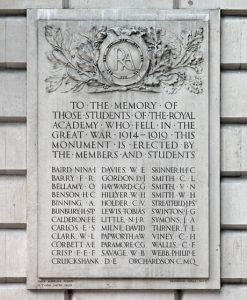 RA
TO · THE · MEMORY · OF
THOSE · STUDENTS · OF · THE · ROYAL
ACADEMY · WHO · FELL · IN · THE
GREAT · WAR · 1914 – 1919 · THIS
MONUMENT · IS · ERECTED · BY
THE · MEMBERS · AND · STUDENTS
BAIRD NINA DAVIES W. E SKINNER F. H. C
BARRY F. R GORDON D. J SMITH C. L
BELLAMY O HAYWARD C. G SMITH V. N
BENSON H. C HILLYER W. H SMITH W. H
BINNING A HOLDER C. V STREATFEILD
LEWIS TOBIAS SWINTON
CALDERON LITTLE SYMONS
CARLOS E. S MILNE DAVID TURNER
CLARK W. L PAPWORTH A. W VINEY C. H
CORBETT A. E PARAMORE C. G WALLIS C. F
CRISP F. E. F SAVAGE W. B WEBB PHILIP E
CRUICKSHANK D. E ORCHARDSON C. M. Q